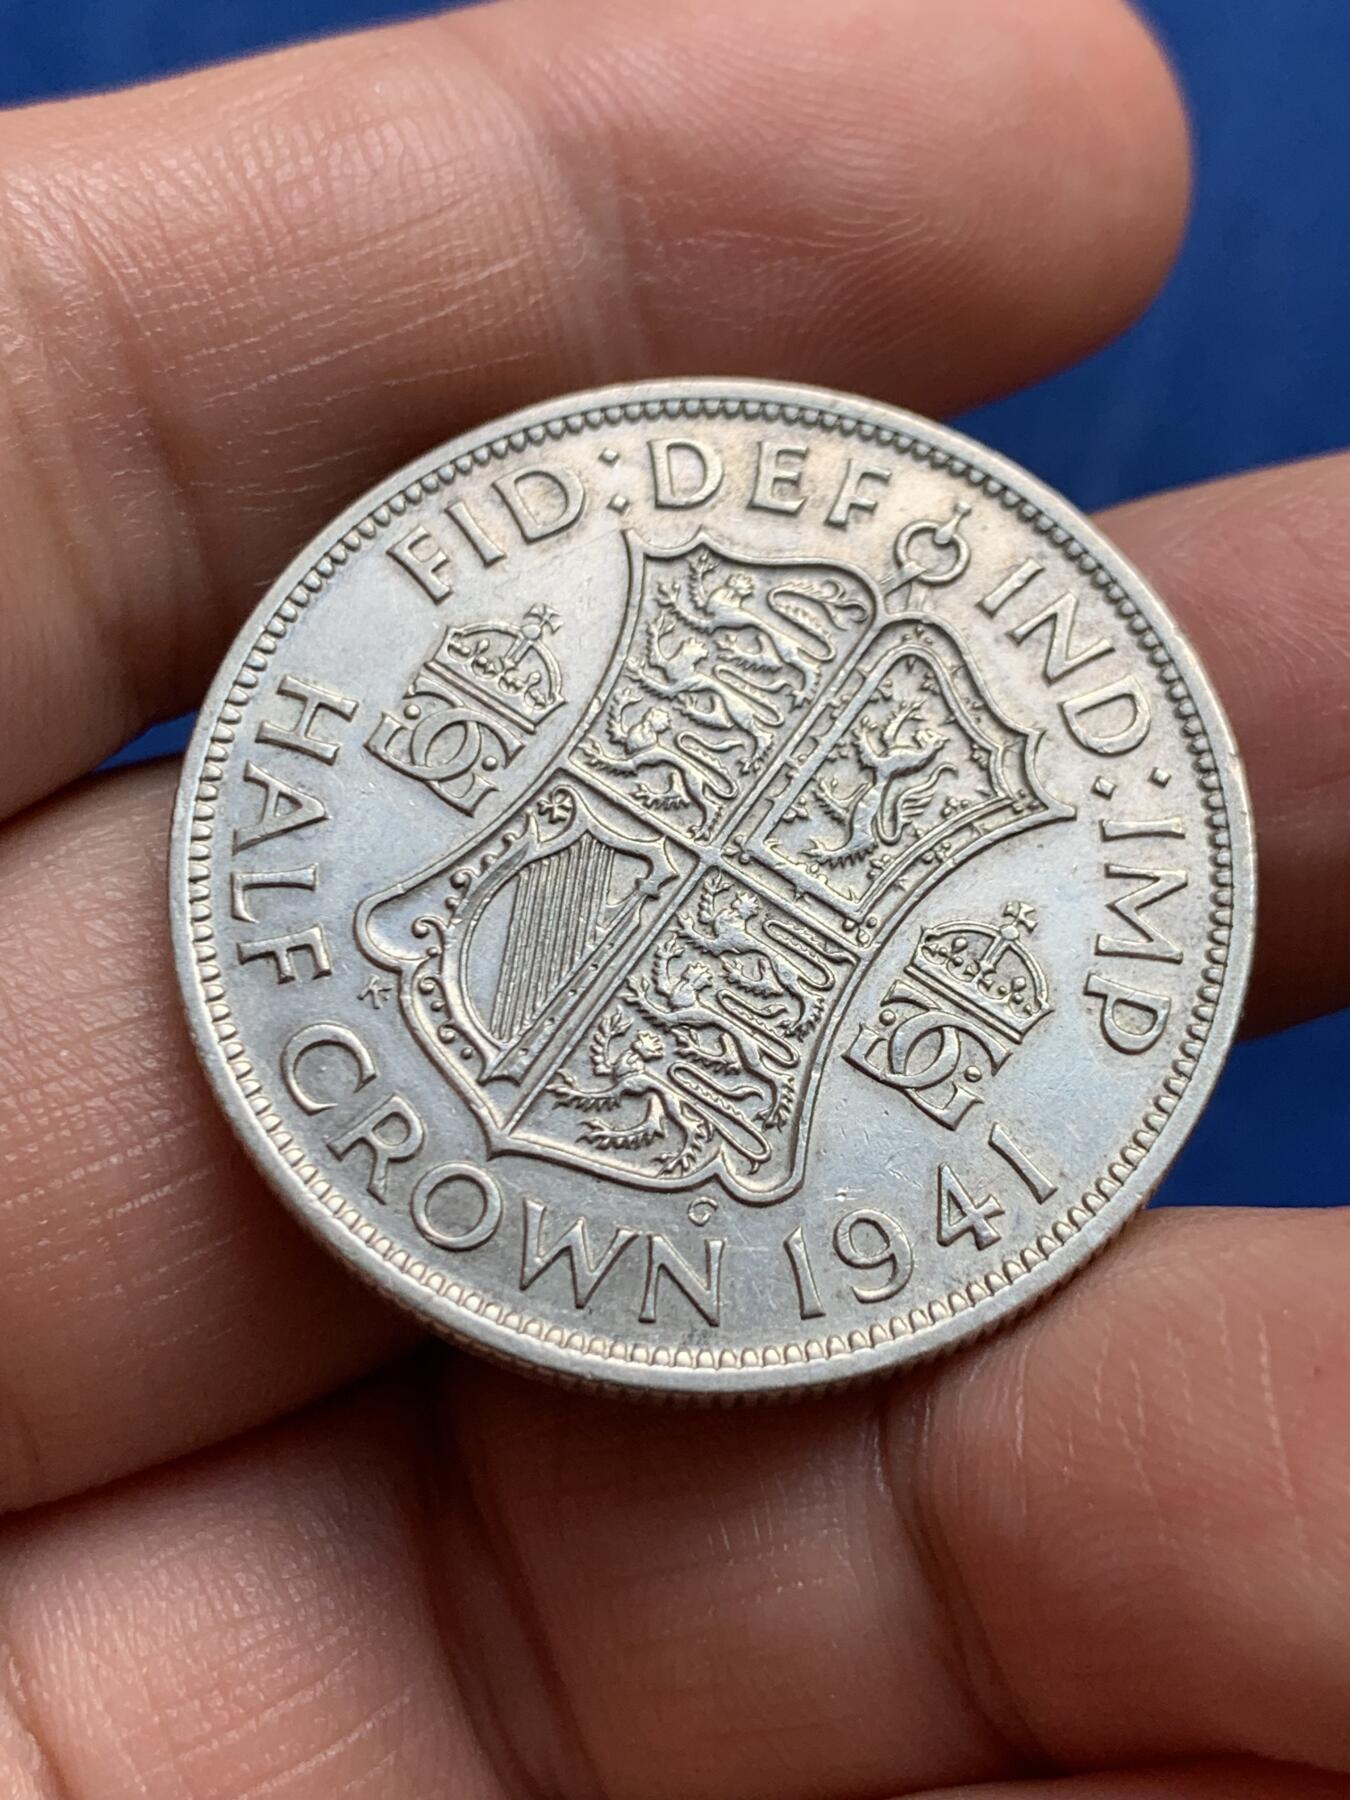 FID:DEF IND:IMP
HALF CROWN 1941
K G